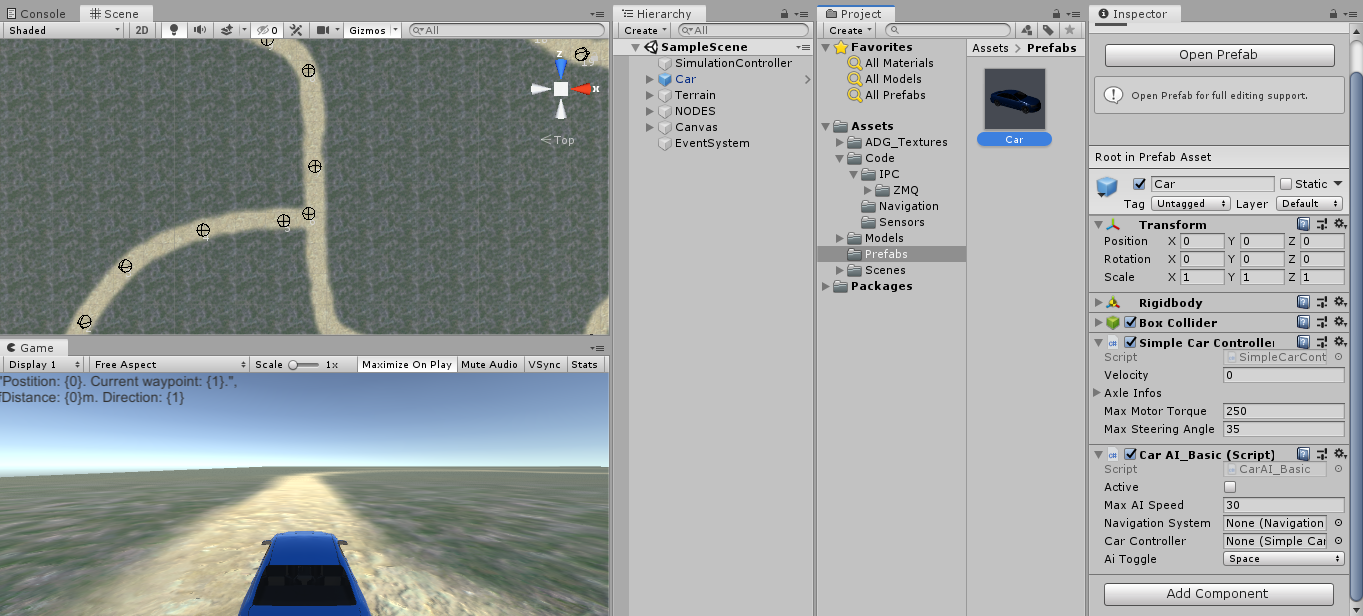 Console
Scene
Shaded
2D
0
Gizmos
All
Z
X
Top
Game
Display 1
Free Aspect
Scale
1x
Maximize On Play
Mute Audio
VSync
Stats
"Postition: {0}. Current waypoint: {1}.",
Distance: {0}m. Direction: {1}
Hierarchy
Create
All
SampleScene
SimulationController
Car
Terrain
NODES
Canvas
EventSystem
Project
Create
Favorites
All Materials
All Models
All Prefabs
Assets
ADG_Textures
Code
IPC
ZMQ
Navigation
Sensors
Models
Prefabs
Scenes
Packages
Assets > Prefabs
Car
Inspector
Open Prefab
Open Prefab for full editing support.
Root in Prefab Asset
Car
Static
Tag Untagged Layer Default
Transform
Position X 0 Y 0 Z 0
Rotation X 0 Y 0 Z 0
Scale X 1 Y 1 Z 1
Rigidbody
Box Collider
Simple Car Controller
Script SimpleCarCont
Velocity 0
Axle Infos
Max Motor Torque 250
Max Steering Angle 35
Car AI_Basic (Script)
Script CarAI_Basic
Active
Max AI Speed 30
Navigation System None (Navigation
Car Controller None (Simple Car
Ai Toggle Space
Add Component